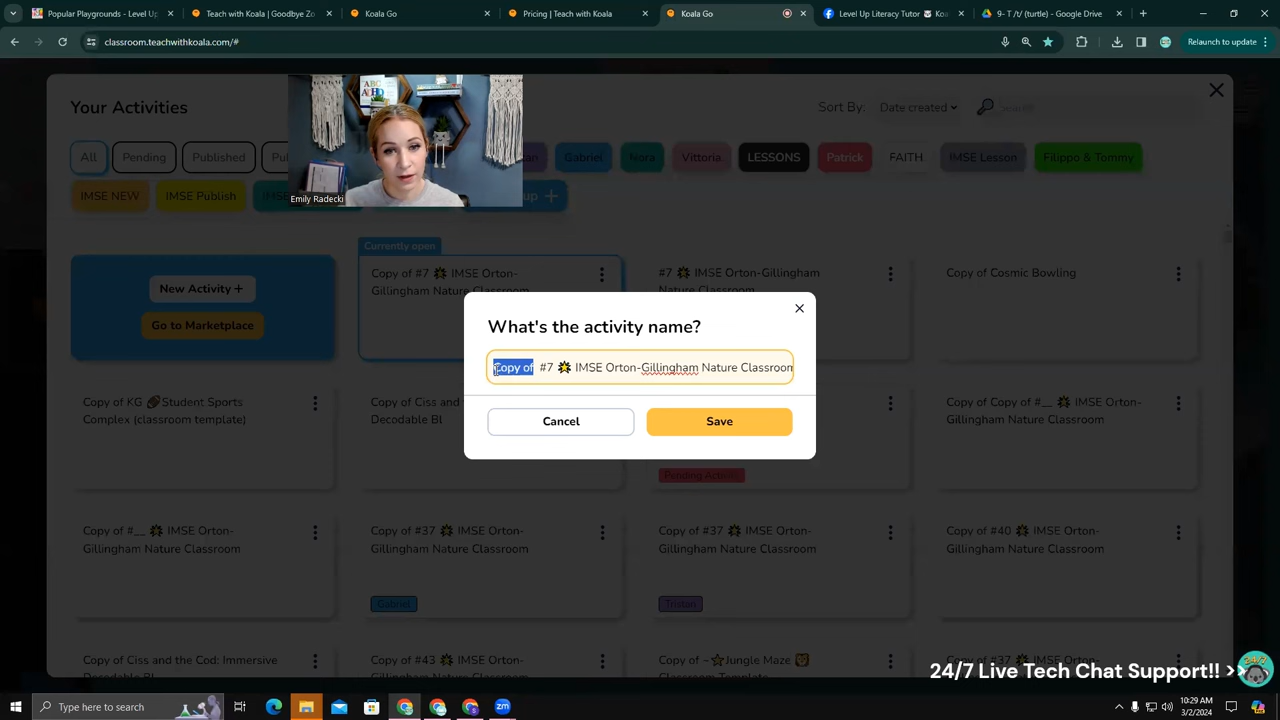 Popular Playgrounds - Level Up
Teach with Koala | Goodbye Zo
Koala Go
Pricing | Teach with Koala
Koala Go
Level Up Literacy Tutor
Koa
9- T /t/ (turtle) - Google Drive
classroom.teachwithkoala.com/#
Relaunch to update
Your Activities
Sort By:
Date created
Search
All
Pending
Published
Gabriel
Nora
Vittoria
LESSONS
Patrick
FAITH
IMSE Lesson
Filippo & Tommy
IMSE NEW
IMSE Publish
Emily Radecki
Currently open
New Activity +
Go to Marketplace
Copy of #7 IMSE Orton-
Gillingham Nature Classroom
#7 IMSE Orton-Gillingham
Nature Classroom
Copy of Cosmic Bowling
What's the activity name?
Copy of #7 IMSE Orton-Gillingham Nature Classroom
Cancel
Save
Copy of KG Student Sports
Complex (classroom template)
Copy of Ciss and
Decodable Bl
Pending Activity
Copy of Copy of #__ IMSE Orton-
Gillingham Nature Classroom
Copy of #__ IMSE Orton-
Gillingham Nature Classroom
Copy of #37 IMSE Orton-
Gillingham Nature Classroom
Gabriel
Copy of #37 IMSE Orton-
Gillingham Nature Classroom
Tristan
Copy of #40 IMSE Orton-
Gillingham Nature Classroom
Copy of Ciss and the Cod: Immersive
Decodable Bl
Copy of #43 IMSE Orton-
Gillingham Nature Classroom
Copy of ~ Jungle Maze
Classroom Template
24/7 Live Tech Chat Support!! >>
24/7
Type here to search
10:29 AM
3/2/2024